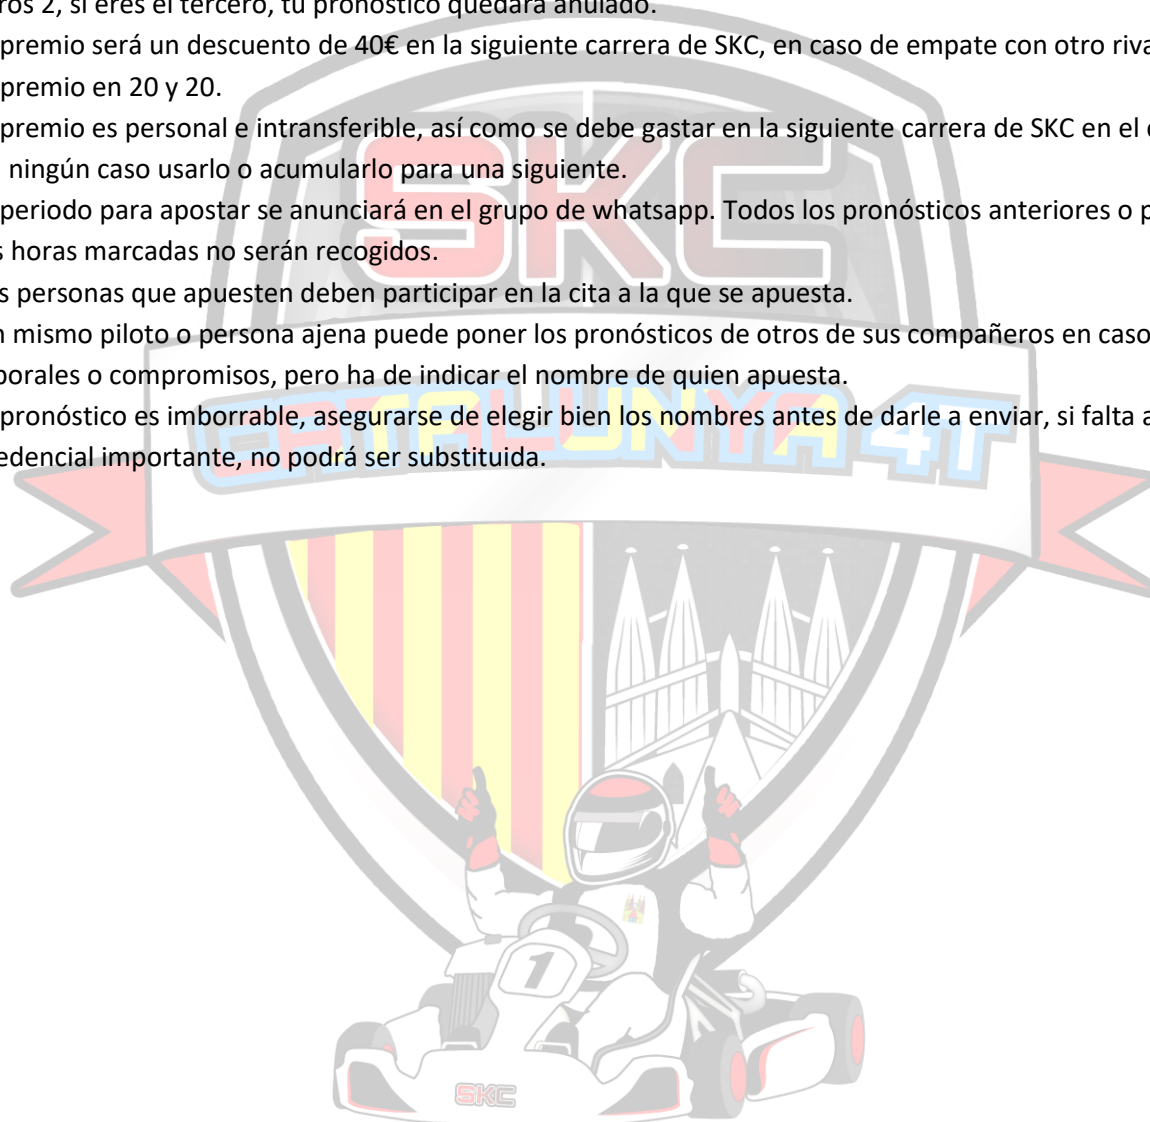 ros 2, si eres el tercero, tu pronóstico quedará anulado.
premio será un descuento de 40€ en la siguiente carrera de SKC, en caso de empate con otro riva
premio en 20 y 20.
premio es personal e intransferible, así como se debe gastar en la siguiente carrera de SKC en el
ningún caso usarlo o acumularlo para una siguiente.
periodo para apostar se anunciará en el grupo de whatsapp. Todos los pronósticos anteriores o p
s horas marcadas no serán recogidos.
s personas que apuesten deben participar en la cita a la que se apuesta.
mismo piloto o persona ajena puede poner los pronósticos de otros de sus compañeros en caso
porales o compromisos, pero ha de indicar el nombre de quien apuesta.
pronóstico es imborrable, asegurarse de elegir bien los nombres antes de darle a enviar, si falta a
edencial importante, no podrá ser substituida.
SKC
CATALUNYA 4T
1
SKC